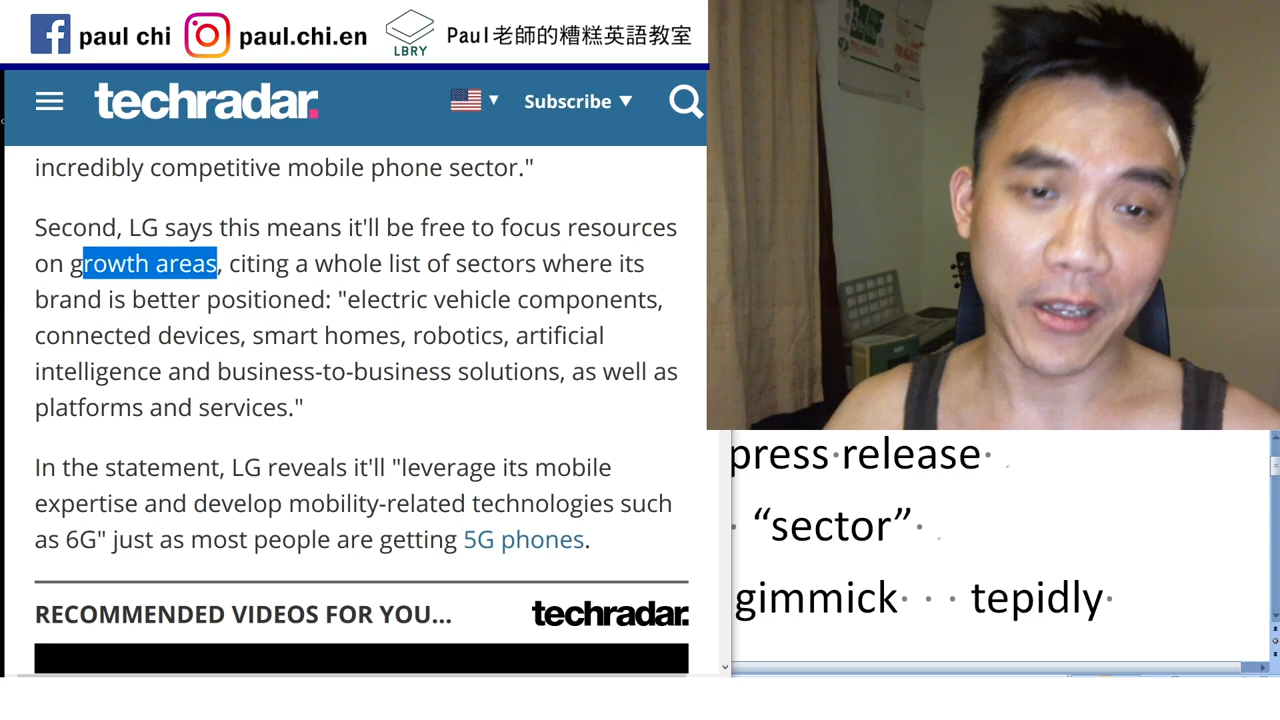 paul chi paul.chi.en LBRY Paul老師的糟糕英語教室
techradar. Subscribe
incredibly competitive mobile phone sector."
Second, LG says this means it'll be free to focus resources
on growth areas, citing a whole list of sectors where its
brand is better positioned: "electric vehicle components,
connected devices, smart homes, robotics, artificial
intelligence and business-to-business solutions, as well as
platforms and services."
In the statement, LG reveals it'll "leverage its mobile
expertise and develop mobility-related technologies such
as 6G" just as most people are getting 5G phones.
RECOMMENDED VIDEOS FOR YOU... techradar.
press release
“sector”
gimmick tepidly